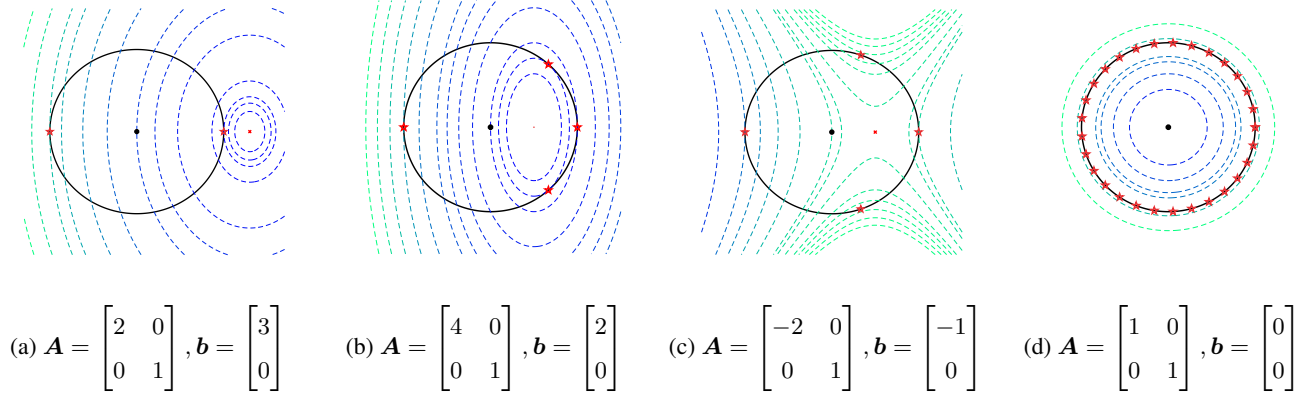 (a) A = [2 0; 0 1], b = [3; 0]
(b) A = [4 0; 0 1], b = [2; 0]
(c) A = [−2 0; 0 1], b = [−1; 0]
(d) A = [1 0; 0 1], b = [0; 0]